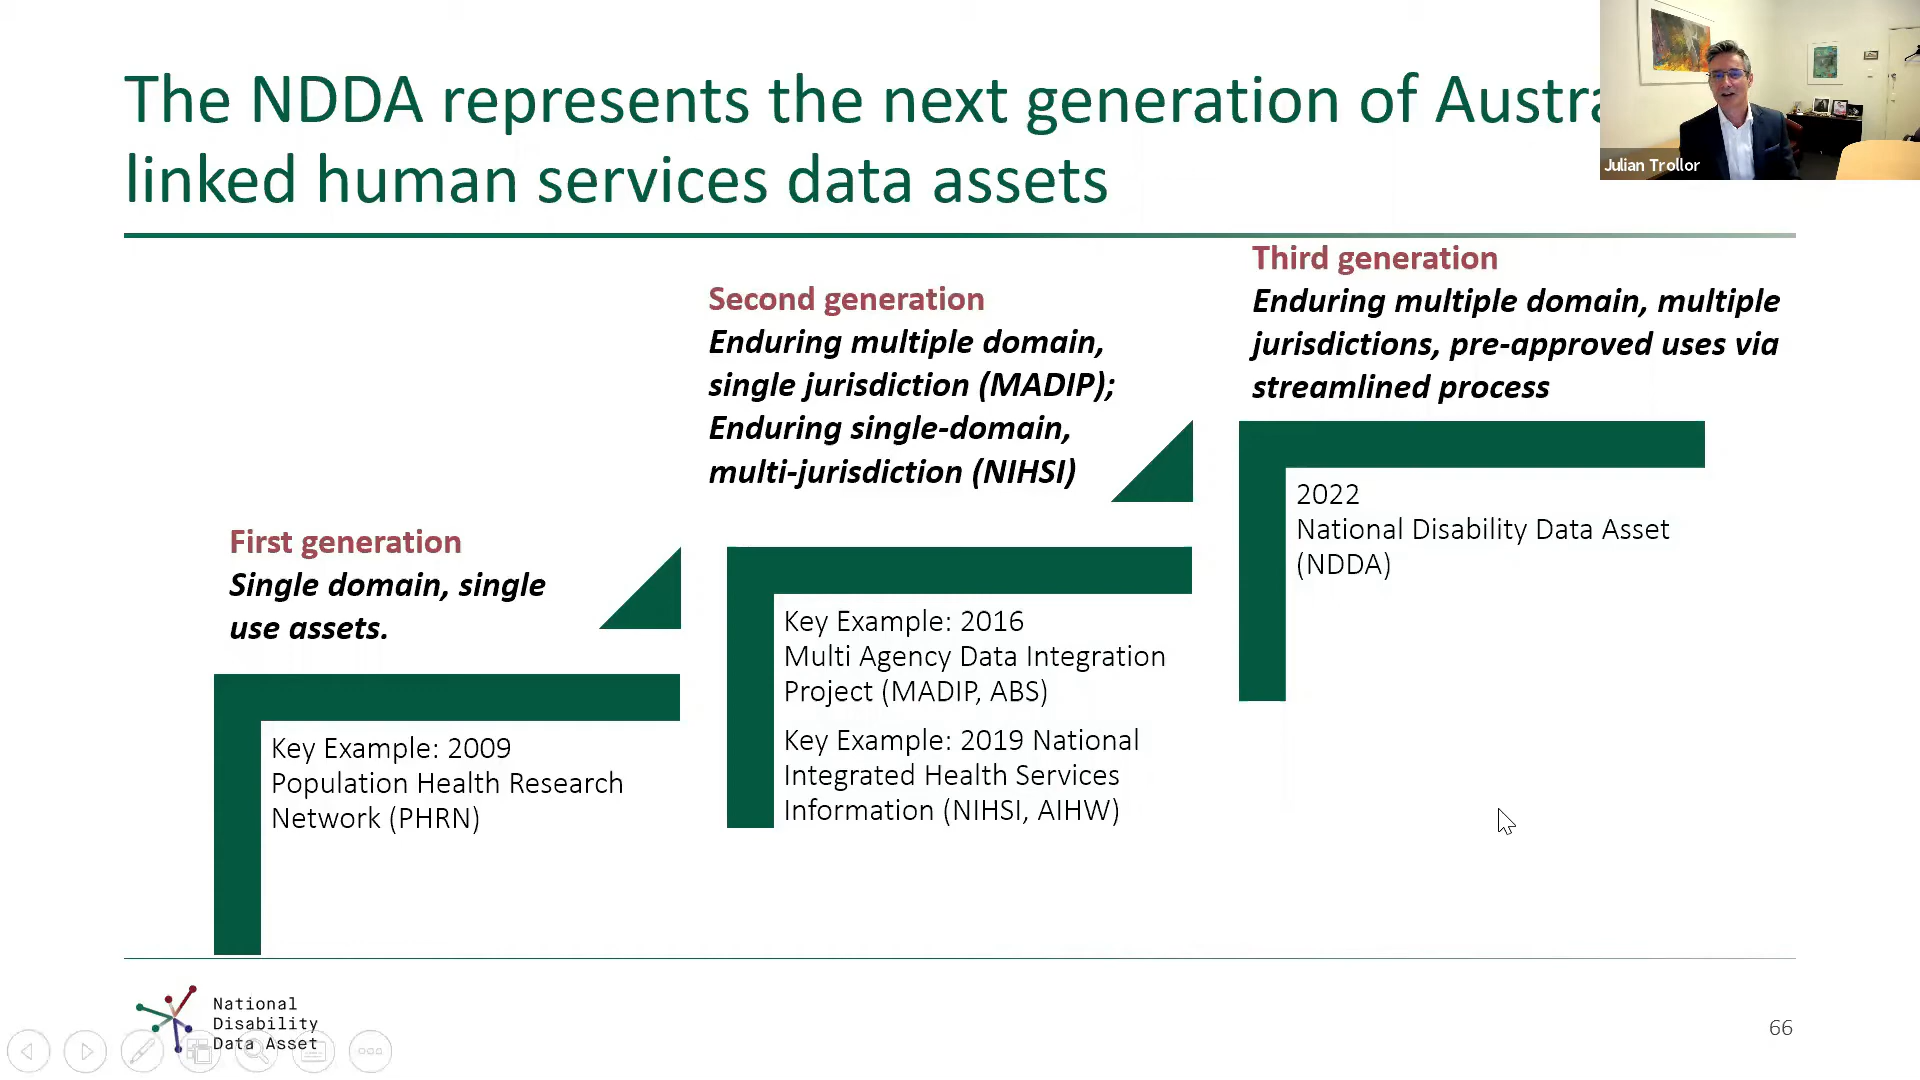 The NDDA represents the next generation of Austra
linked human services data assets
Julian Trollor
First generation
Single domain, single
use assets.
Key Example: 2009
Population Health Research
Network (PHRN)
Second generation
Enduring multiple domain,
single jurisdiction (MADIP);
Enduring single-domain,
multi-jurisdiction (NIHSI)
Key Example: 2016
Multi Agency Data Integration
Project (MADIP, ABS)
Key Example: 2019 National
Integrated Health Services
Information (NIHSI, AIHW)
Third generation
Enduring multiple domain, multiple
jurisdictions, pre-approved uses via
streamlined process
2022
National Disability Data Asset
(NDDA)
National
Disability
Data Asset
66